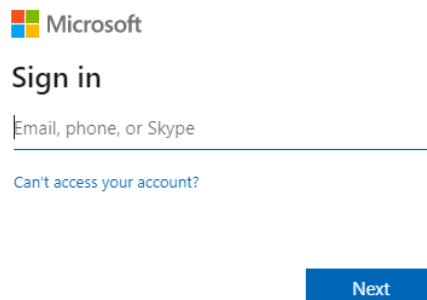 Microsoft
Sign in
Email, phone, or Skype
Can't access your account?
Next